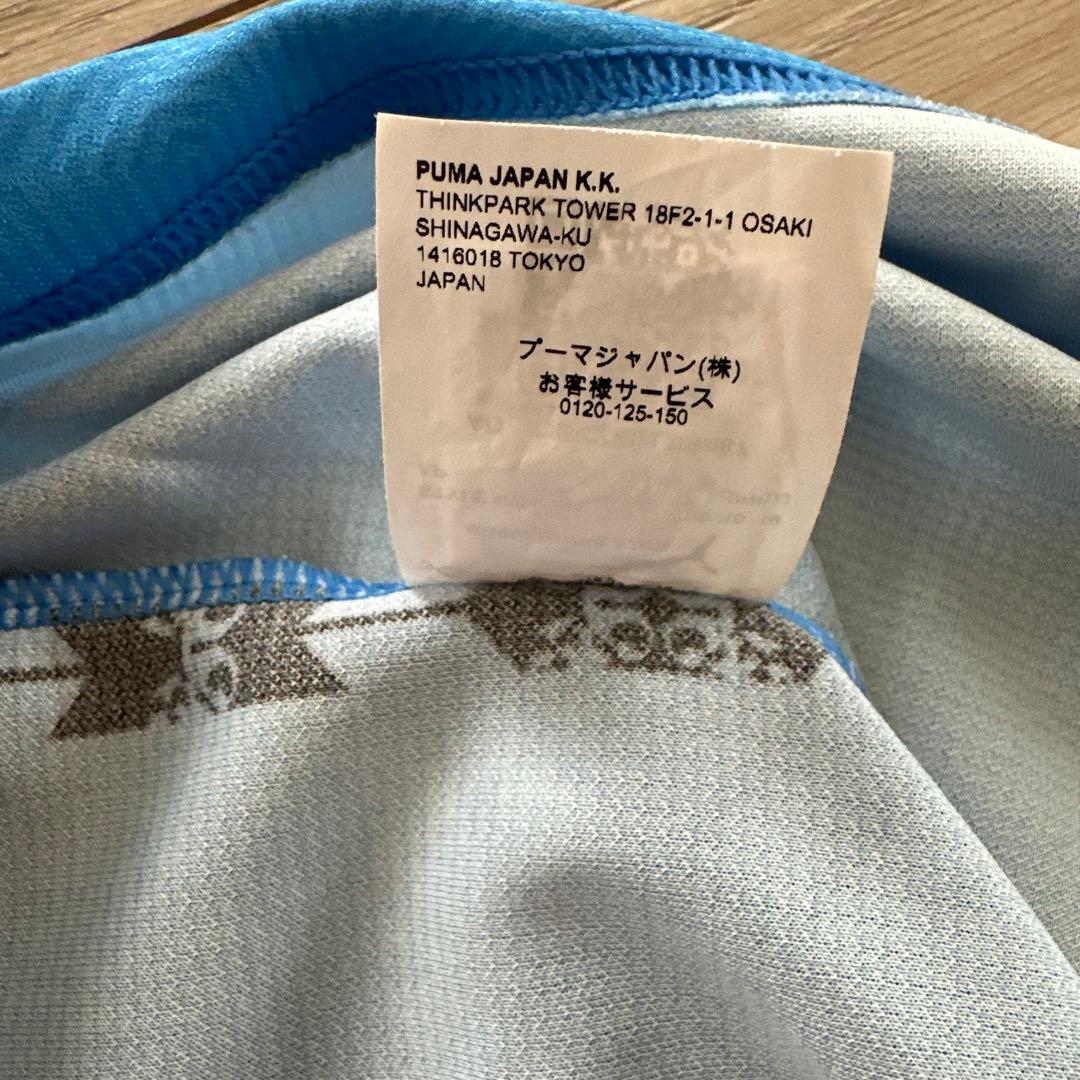 PUMA JAPAN K.K.
THINKPARK TOWER 18F2-1-1 OSAKI
SHINAGAWA-KU
1416018 TOKYO
JAPAN
プーマジャパン(株)
お客様サービス
0120-125-150